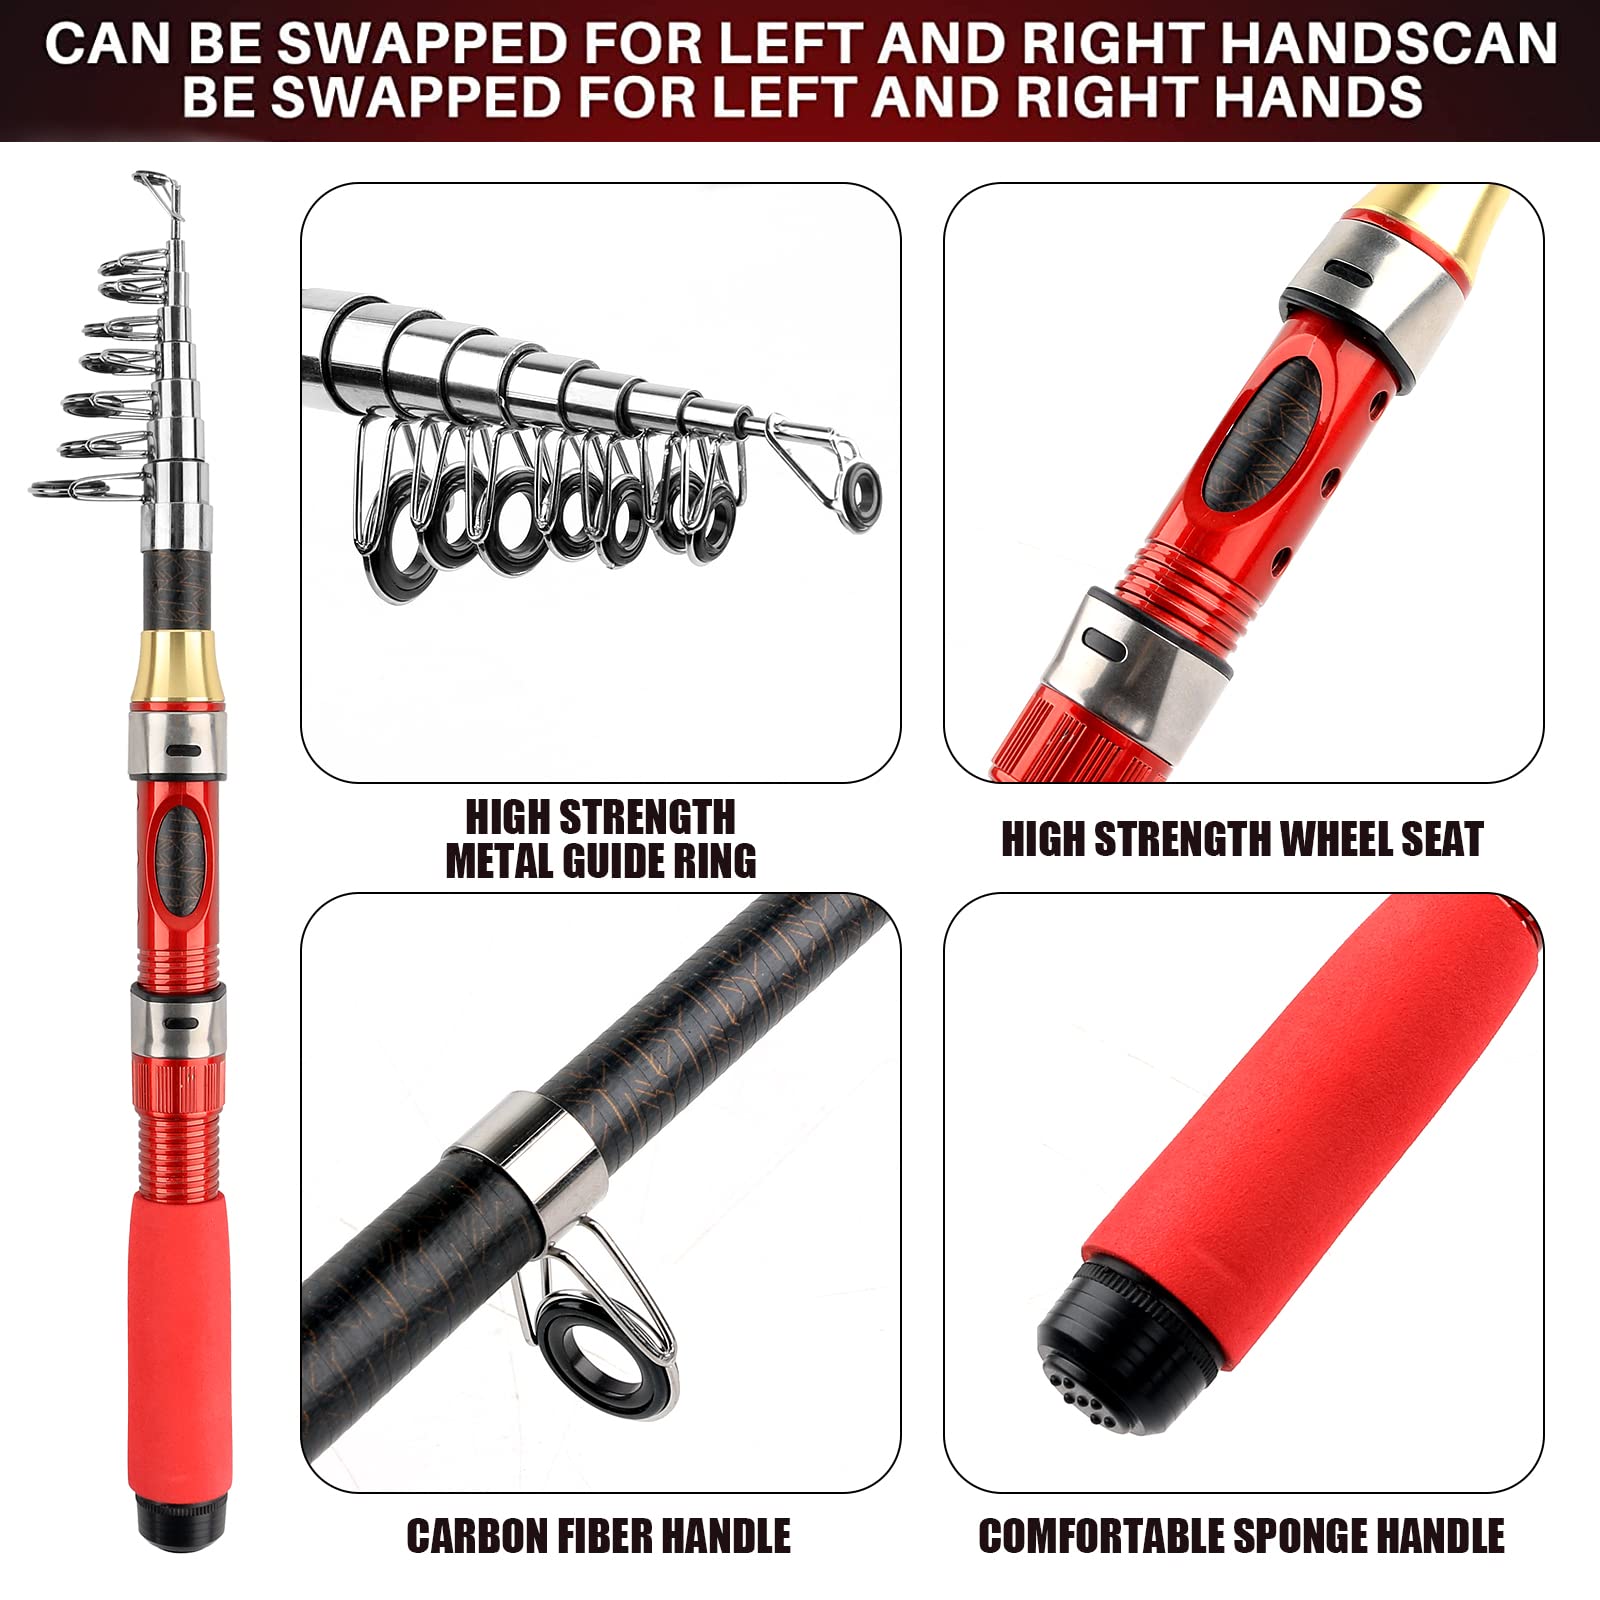 CAN BE SWAPPED FOR LEFT AND RIGHT HANDSCAN
BE SWAPPED FOR LEFT AND RIGHT HANDS
HIGH STRENGTH
METAL GUIDE RING
HIGH STRENGTH WHEEL SEAT
CARBON FIBER HANDLE
COMFORTABLE SPONGE HANDLE